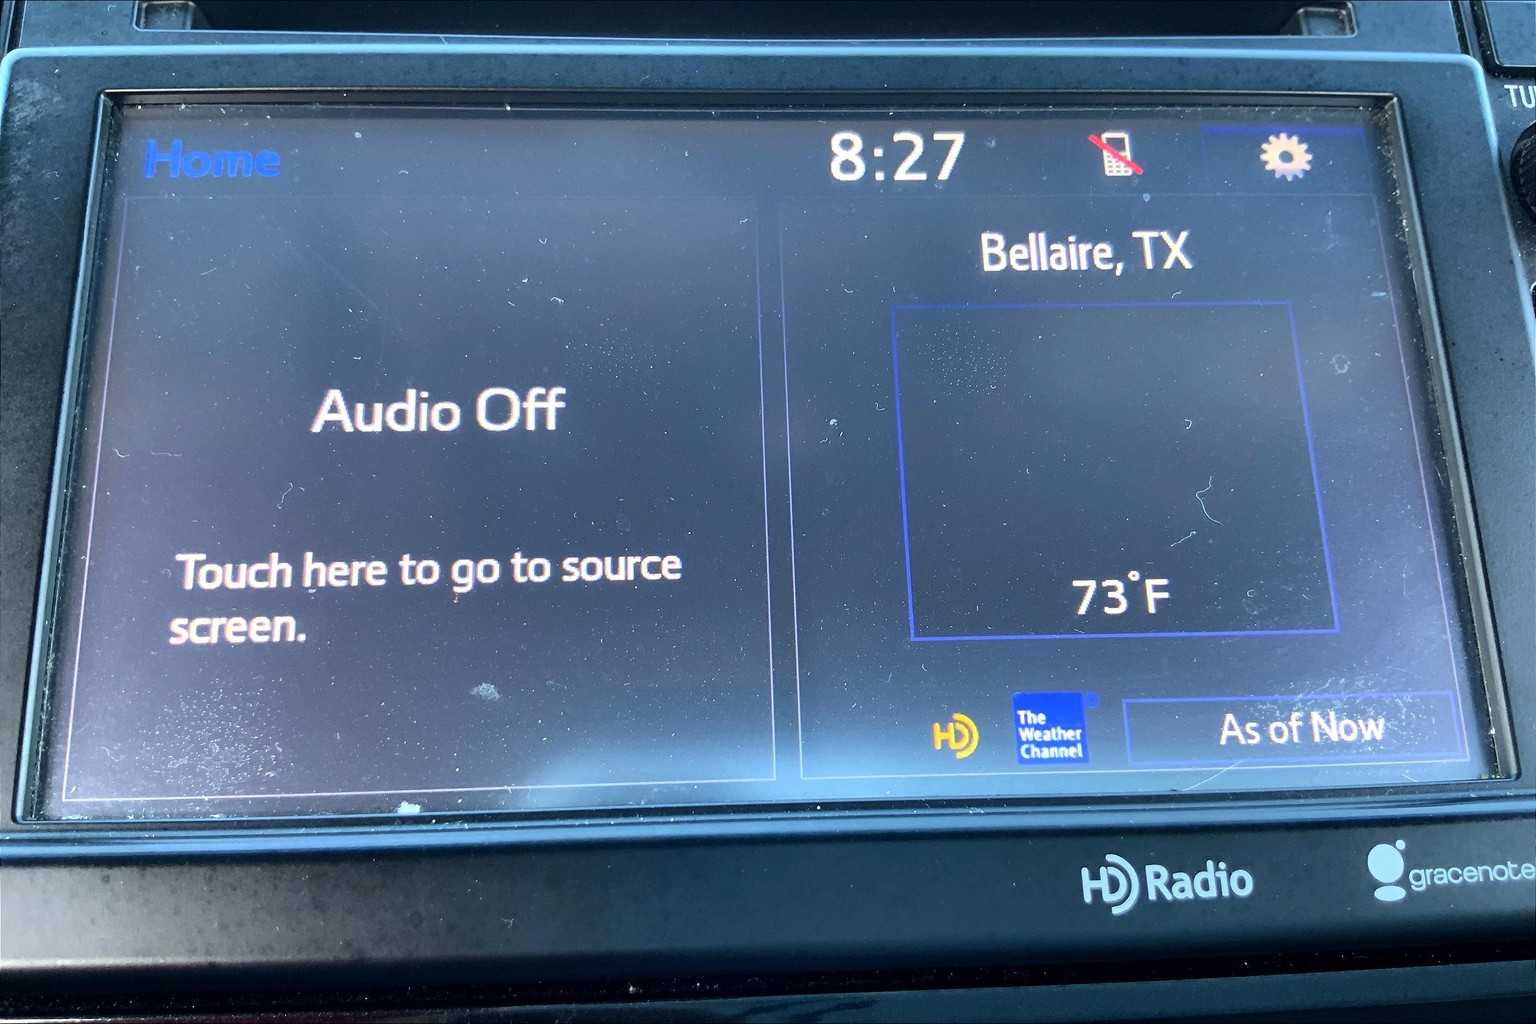 TU
Home
8:27
Bellaire, TX
Audio Off
Touch here to go to source
screen.
73°F
HD
The
Weather
Channel
As of Now
HD Radio
gracenote